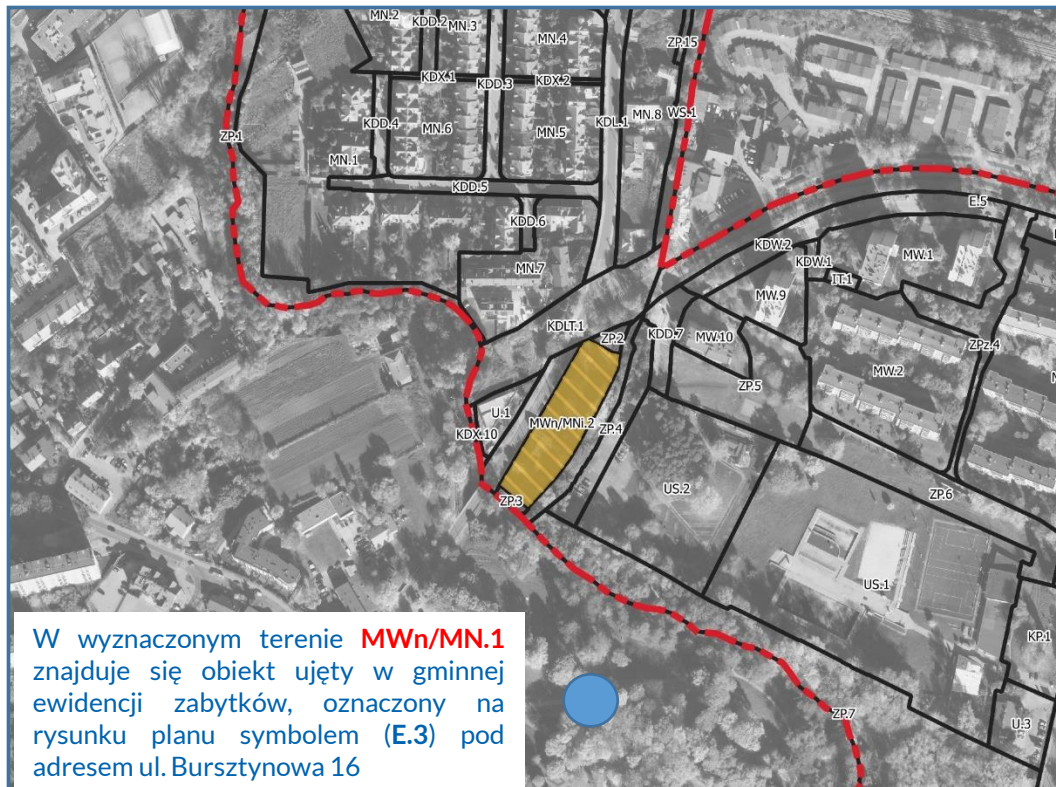 MN.2
KDD.2
MN.3
MN.4
ZP.15
KDX.1
KDD.3
KDX.2
KDD.4
MN.6
MN.5
KDL.1
MN.8
WS.1
ZP.1
MN.1
KDD.5
KDD.6
E.5
KDW.2
MN.7
KDW.1
MW.1
IT.1
MW.9
KDLT.1
ZP.2
KDD.7
MW.10
ZPz.4
ZP.5
MW.2
U.1
MWn/MNi.2
ZP.4
KDX.10
US.2
ZP.3
ZP.6
US.1
KP.1
ZP.7
U.3
W wyznaczonym terenie MWn/MN.1
znajduje się obiekt ujęty w gminnej
ewidencji zabytków, oznaczony na
rysunku planu symbolem (E.3) pod
adresem ul. Bursztynowa 16